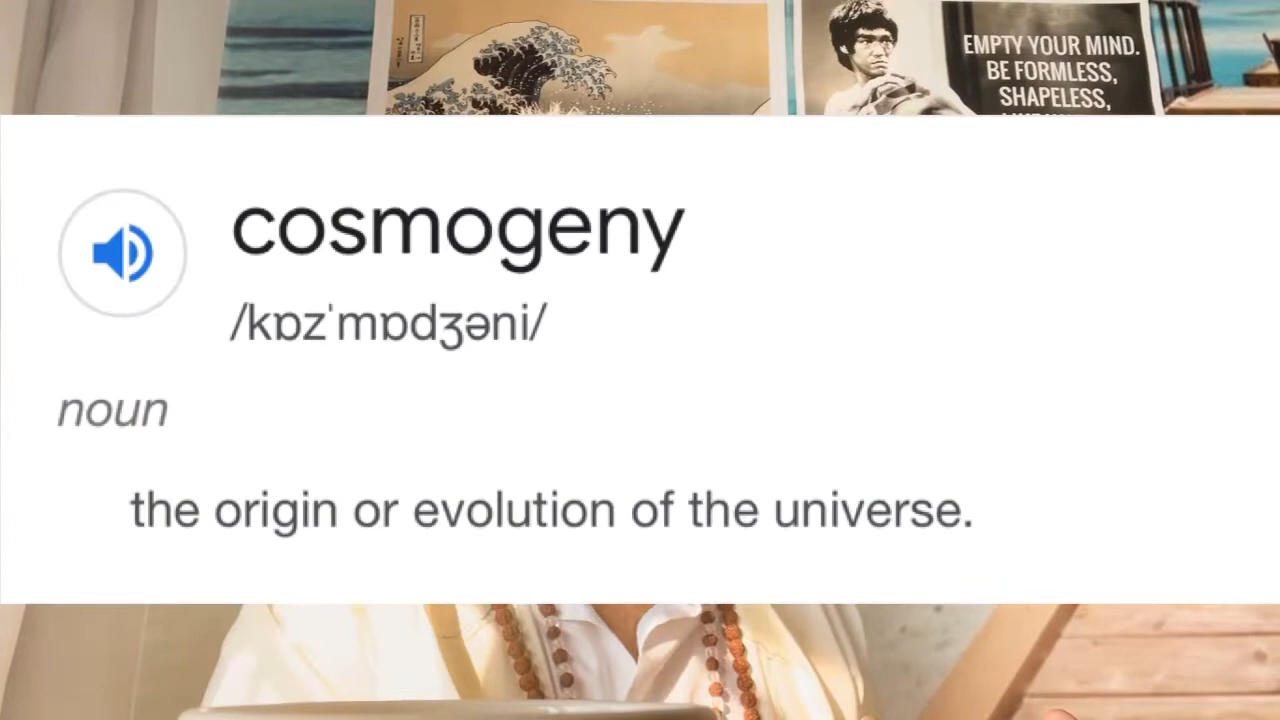 EMPTY YOUR MIND.
BE FORMLESS,
SHAPELESS,
cosmogeny
/kɒzˈmɒdʒəni/
noun
the origin or evolution of the universe.